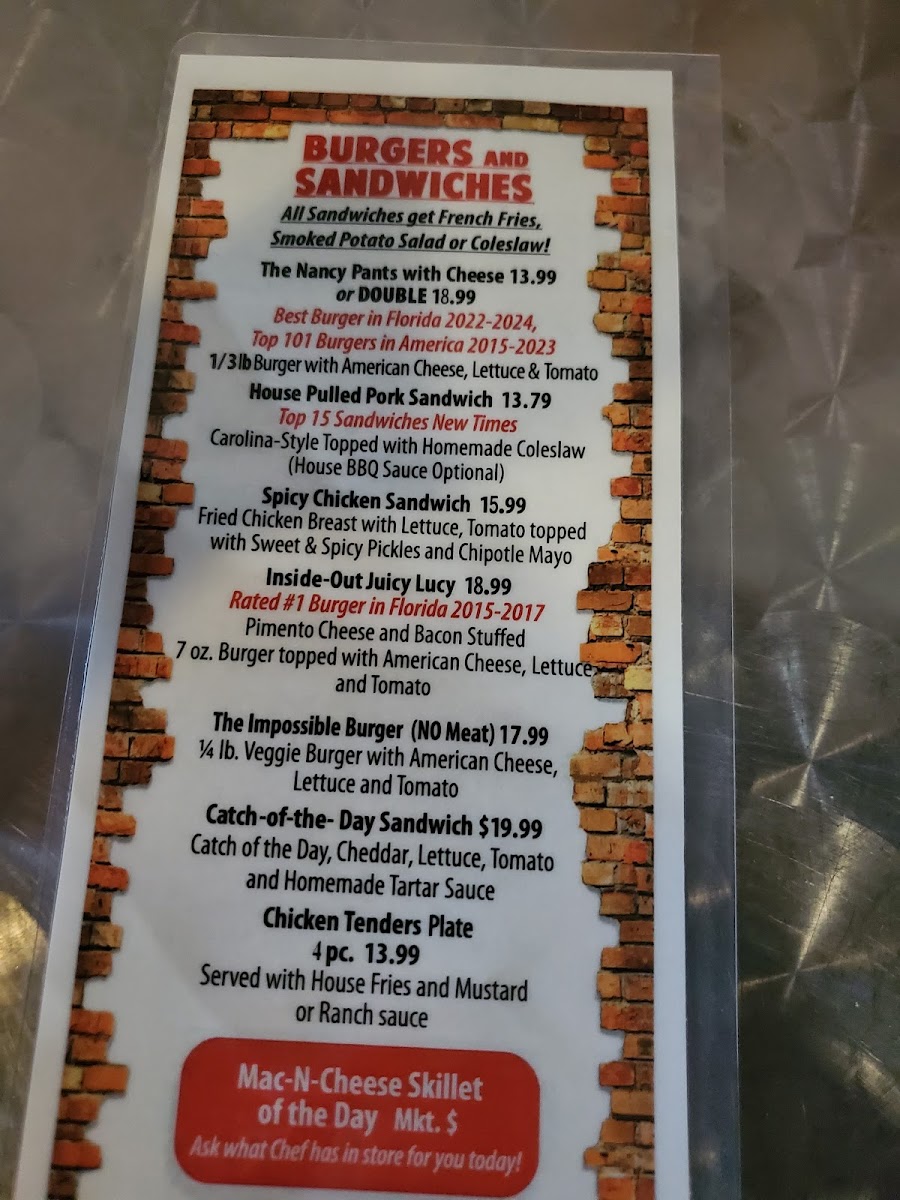 BURGERS AND
SANDWICHES
All Sandwiches get French Fries,
Smoked Potato Salad or Coleslaw!
The Nancy Pants with Cheese 13.99
or DOUBLE 18.99
Best Burger in Florida 2022-2024,
Top 101 Burgers in America 2015-2023
1/3lb Burger with American Cheese, Lettuce & Tomato
House Pulled Pork Sandwich 13.79
Top 15 Sandwiches New Times
Carolina-Style Topped with Homemade Coleslaw
(House BBQ Sauce Optional)
Spicy Chicken Sandwich 15.99
Fried Chicken Breast with Lettuce, Tomato topped
with Sweet & Spicy Pickles and Chipotle Mayo
Inside-Out Juicy Lucy 18.99
Rated #1 Burger in Florida 2015-2017
Pimento Cheese and Bacon Stuffed
7 oz. Burger topped with American Cheese, Lettuce
and Tomato
The Impossible Burger (NO Meat) 17.99
¼ lb. Veggie Burger with American Cheese,
Lettuce and Tomato
Catch-of-the- Day Sandwich $19.99
Catch of the Day, Cheddar, Lettuce, Tomato
and Homemade Tartar Sauce
Chicken Tenders Plate
4 pc. 13.99
Served with House Fries and Mustard
or Ranch sauce
Mac-N-Cheese Skillet
of the Day Mkt. $
Ask what Chef has in store for you today!